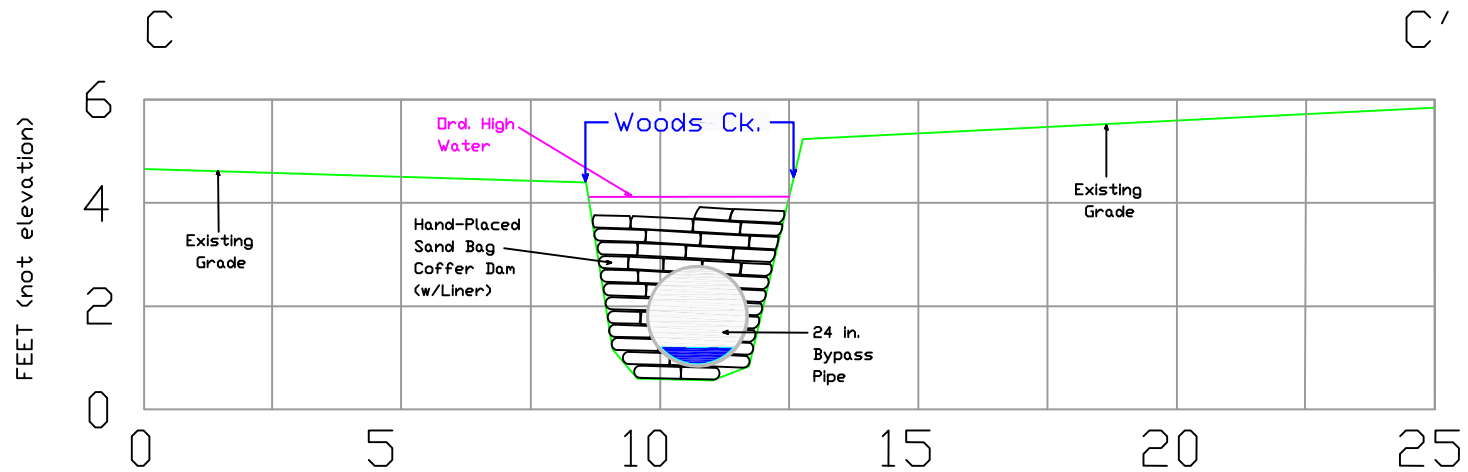 C
C'
6
Ord. High
Water
Woods Ck.
4
Existing
Grade
Existing
Grade
Hand-Placed
Sand Bag
Coffer Dam
(w/Liner)
FEET (not elevation)
2
24 in.
Bypass
Pipe
0
0
5
10
15
20
25